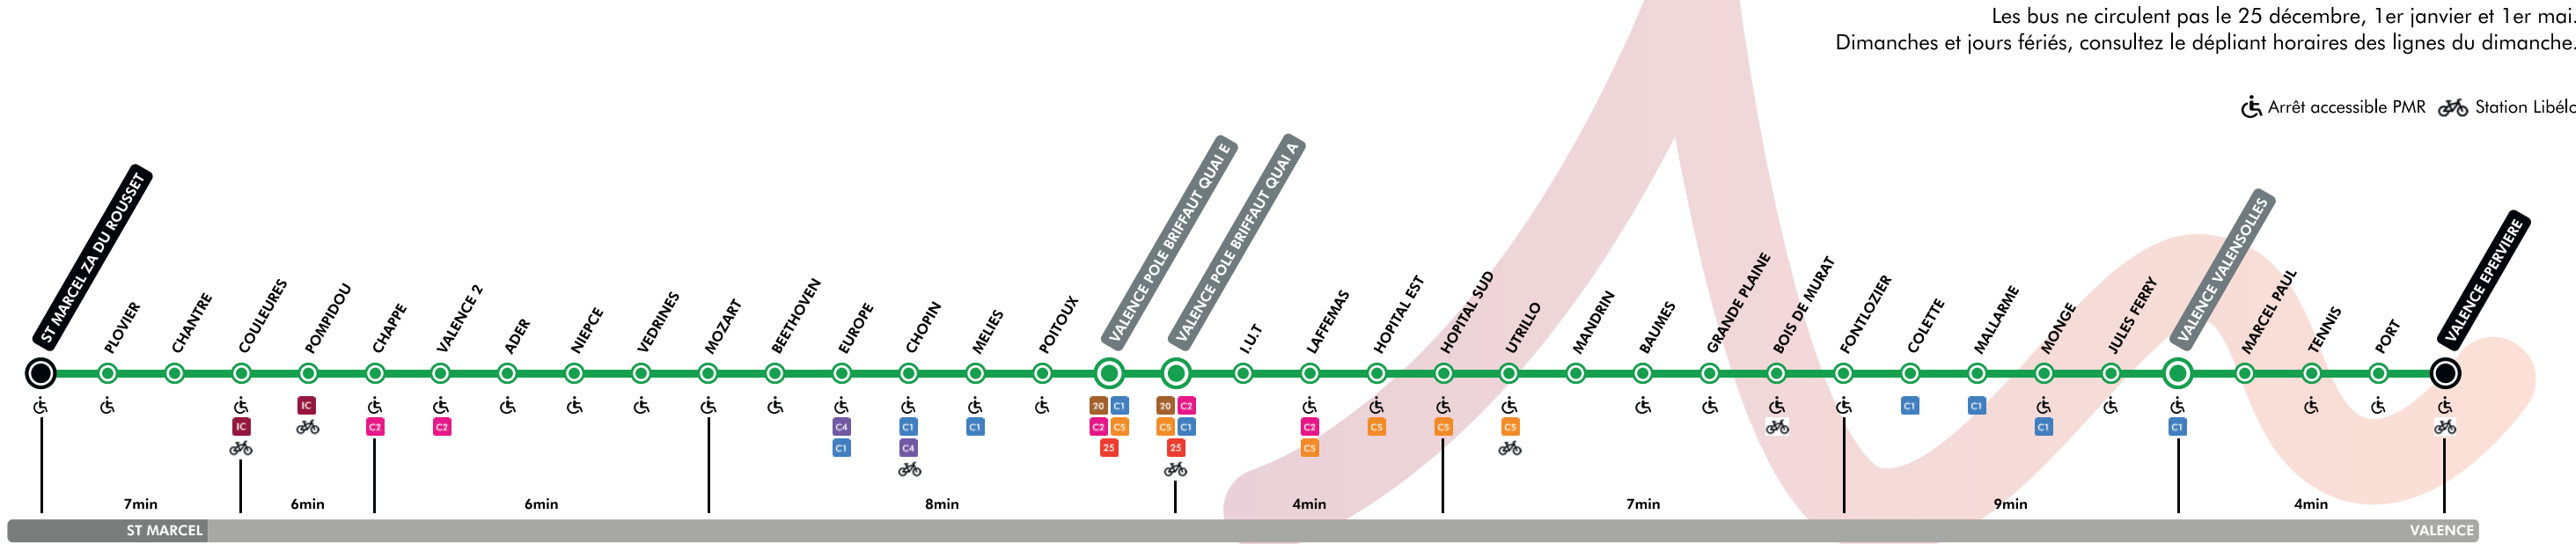 Les bus ne circulent pas le 25 décembre, 1er janvier et 1er mai.
Dimanches et jours fériés, consultez le dépliant horaires des lignes du dimanche.
Arrêt accessible PMR
Station Libélo
ST MARCEL ZA DU ROUSSET
PLOVIER
CHANTRE
COULEURES
POMPIDOU
CHAPPE
VALENCE 2
ADER
NIEPCE
VEDRINES
MOZART
BEETHOVEN
EUROPE
CHOPIN
MELIES
POITOUX
VALENCE POLE BRIFFAUT QUAI E
VALENCE POLE BRIFFAUT QUAI A
I.U.T
LAFFEMAS
HOPITAL EST
HOPITAL SUD
UTRILLO
MANDRIN
BAUMES
GRANDE PLAINE
BOIS DE MURAT
FONTLOZIER
COLETTE
MALLARME
MONGE
JULES FERRY
VALENCE VALENSOLLES
MARCEL PAUL
TENNIS
PORT
VALENCE EPERVIERE
IC 20 C1 20 C2 C1 C1
IC C2 C2 C4 C1 C1 C2 C5 C5 C1 C2 C5 C5 C5 C1 C1
C1 C4 25 25 C5
7min 6min 6min 8min 4min 7min 9min 4min
ST MARCEL VALENCE